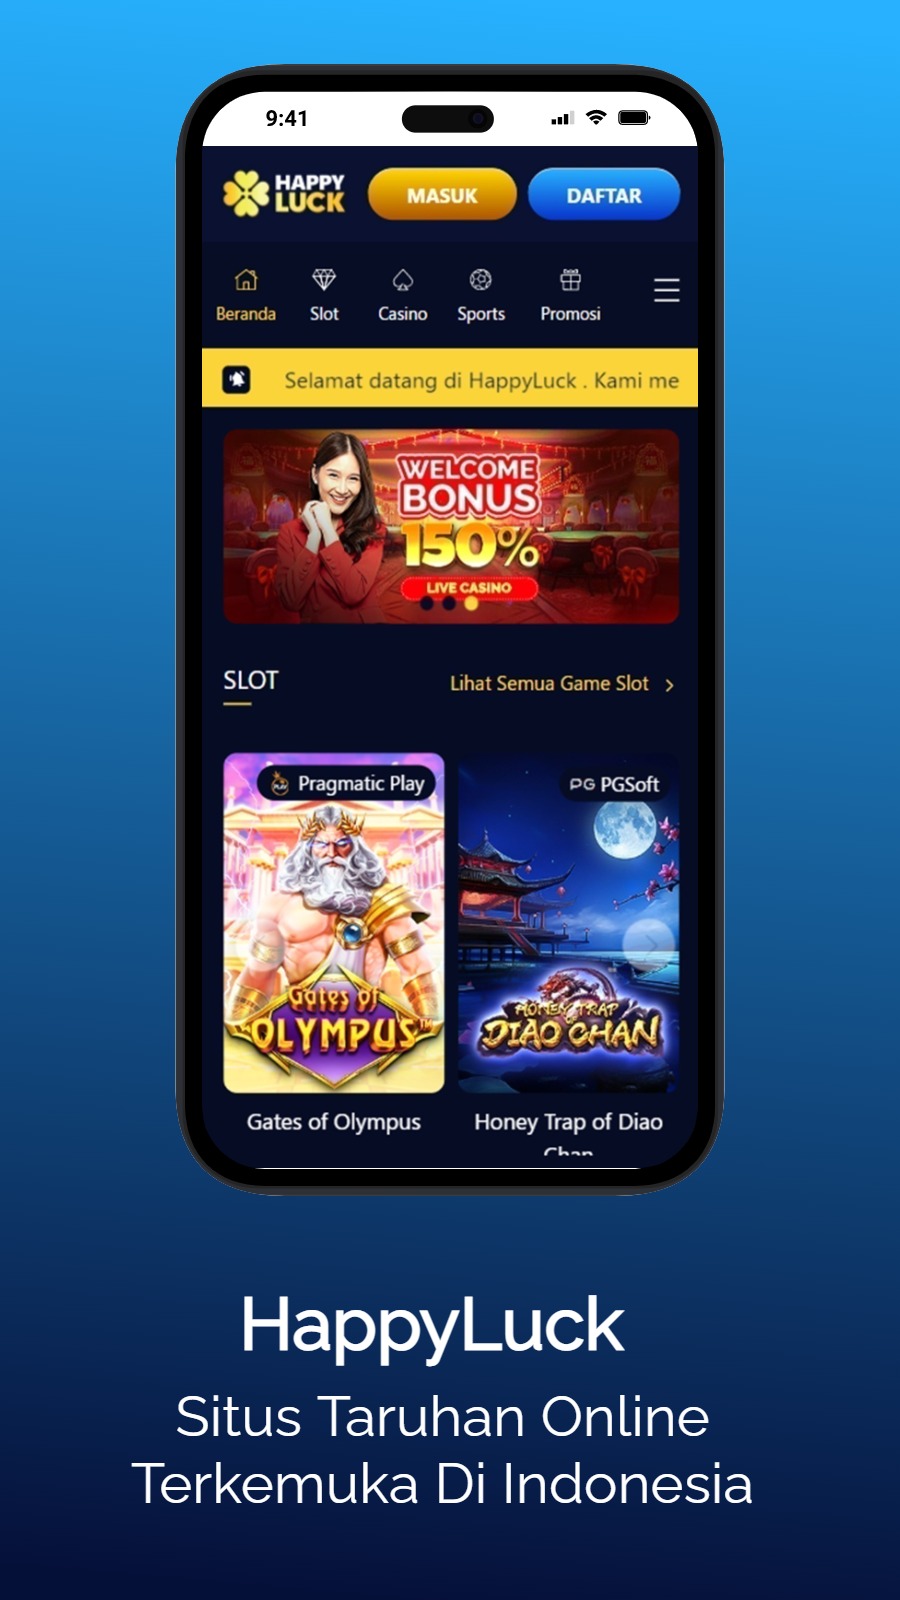 9:41
HAPPY
LUCK
MASUK
DAFTAR
Beranda
Slot
Casino
Sports
Promosi
Selamat datang di HappyLuck . Kami me
WELCOME
BONUS
150%
LIVE CASINO
SLOT
Lihat Semua Game Slot
Pragmatic Play
PG PGSoft
Gates of
OLYMPUS™
HONEY TRAP
OF
DIAO CHAN
Gates of Olympus
Honey Trap of Diao
Chan
HappyLuck
Situs Taruhan Online
Terkemuka Di Indonesia